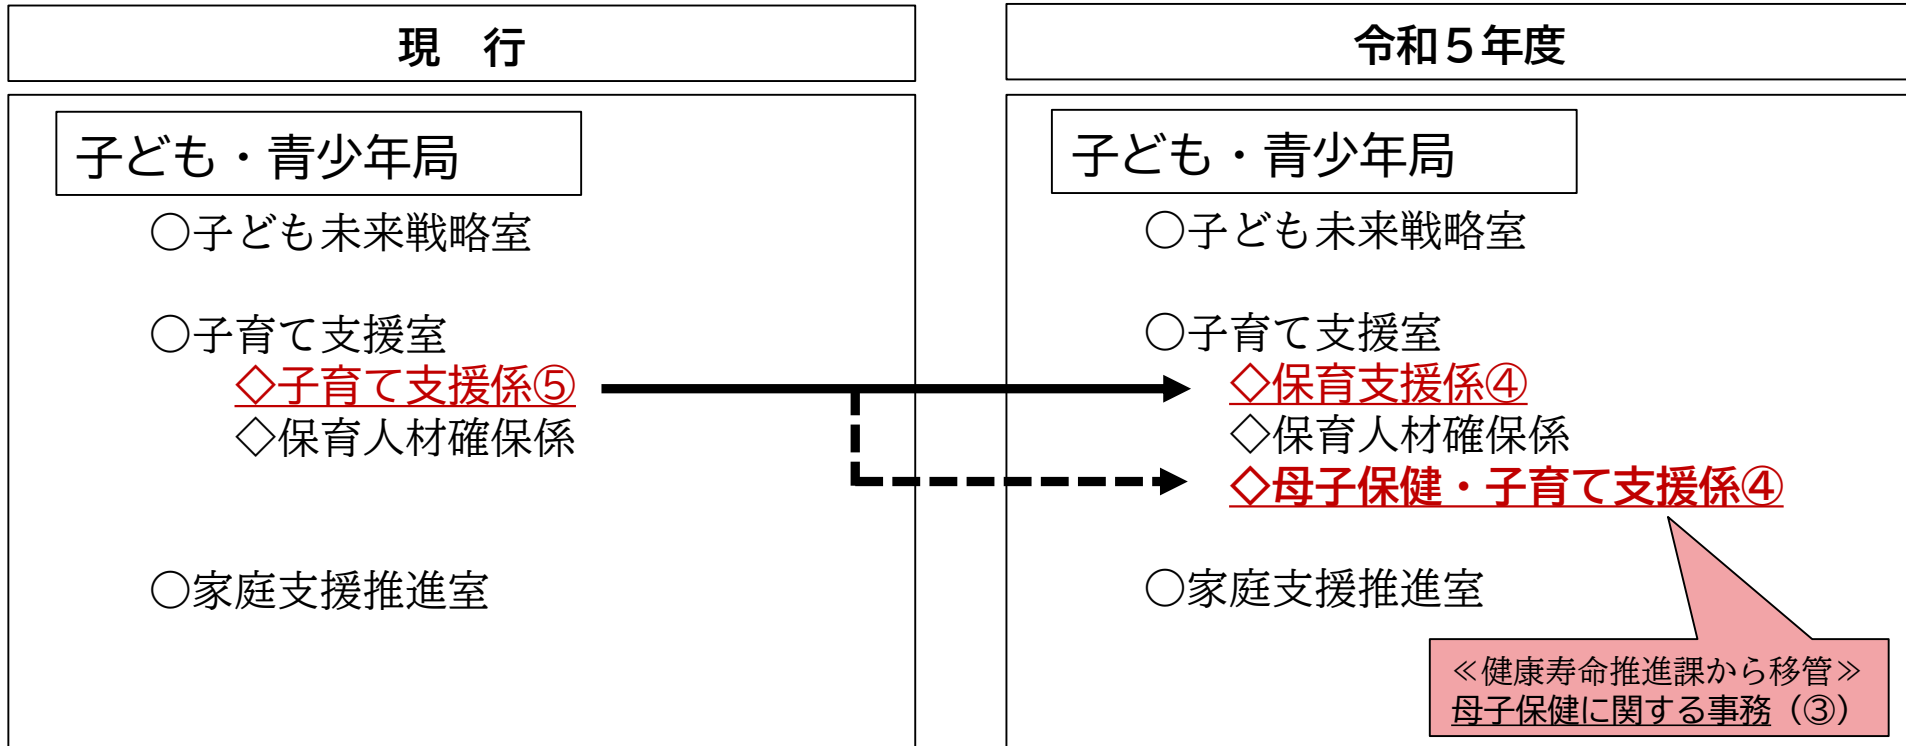 現　行
子ども・青少年局
○子ども未来戦略室
○子育て支援室
◇子育て支援係⑤
◇保育人材確保係
○家庭支援推進室
令和５年度
子ども・青少年局
○子ども未来戦略室
○子育て支援室
◇保育支援係④
◇保育人材確保係
◇母子保健・子育て支援係④
○家庭支援推進室
≪健康寿命推進課から移管≫
母子保健に関する事務（③）